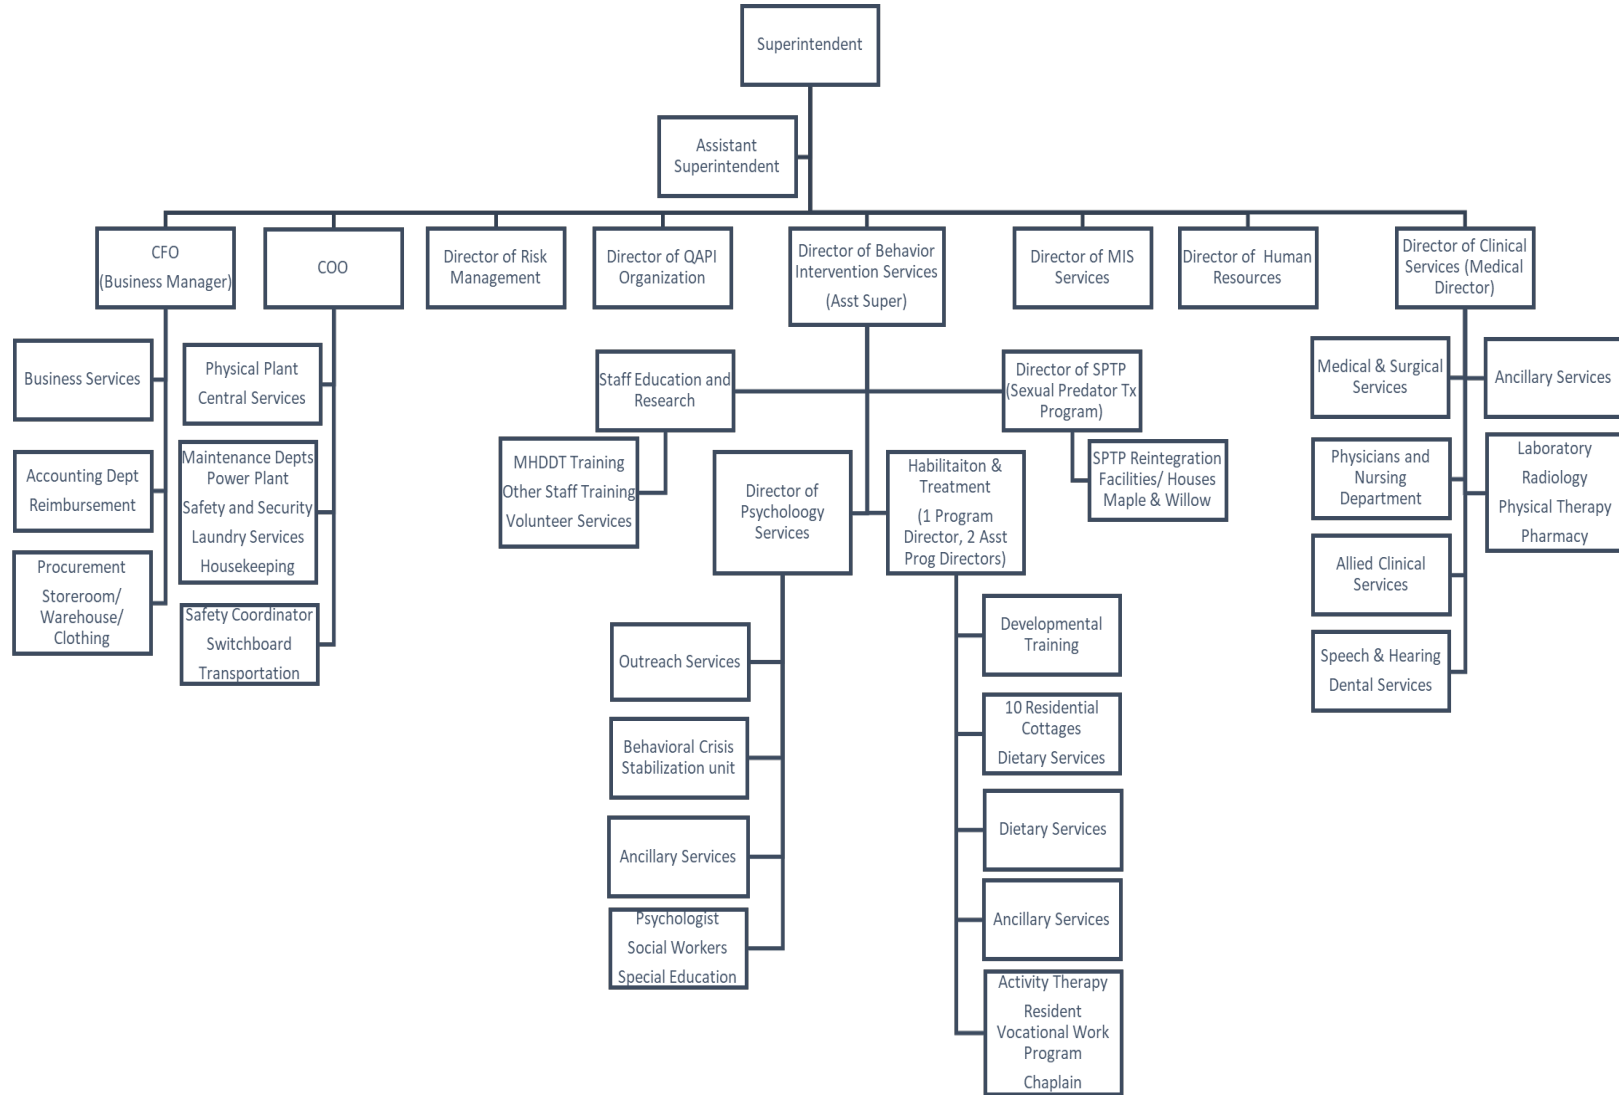 Superintendent
Assistant
Superintendent
CFO
(Business Manager)
COO
Director of Risk
Management
Director of QAPI
Organization
Director of Behavior
Intervention Services
(Asst Super)
Director of MIS
Services
Director of  Human
Resources
Director of Clinical
Services (Medical
Director)
Business Services
Accounting Dept
Reimbursement
Procurement
Storeroom/
Warehouse/
Clothing
Physical Plant
Central Services
Maintenance Depts
Power Plant
Safety and Security
Laundry Services
Housekeeping
Safety Coordinator
Switchboard
Transportation
Staff Education and
Research
MHDDT Training
Other Staff Training
Volunteer Services
Director of SPTP
(Sexual Predator Tx
Program)
SPTP Reintegration
Facilities/ Houses
Maple & Willow
Director of
Psycholoogy
Services
Habilitaiton &
Treatment
(1 Program
Director, 2 Asst
Prog Directors)
Outreach Services
Behavioral Crisis
Stabilization unit
Ancillary Services
Psychologist
Social Workers
Special Education
Developmental
Training
10 Residential
Cottages
Dietary Services
Dietary Services
Ancillary Services
Activity Therapy
Resident
Vocational Work
Program
Chaplain
Medical & Surgical
Services
Physicians and
Nursing
Department
Allied Clinical
Services
Speech & Hearing
Dental Services
Ancillary Services
Laboratory
Radiology
Physical Therapy
Pharmacy